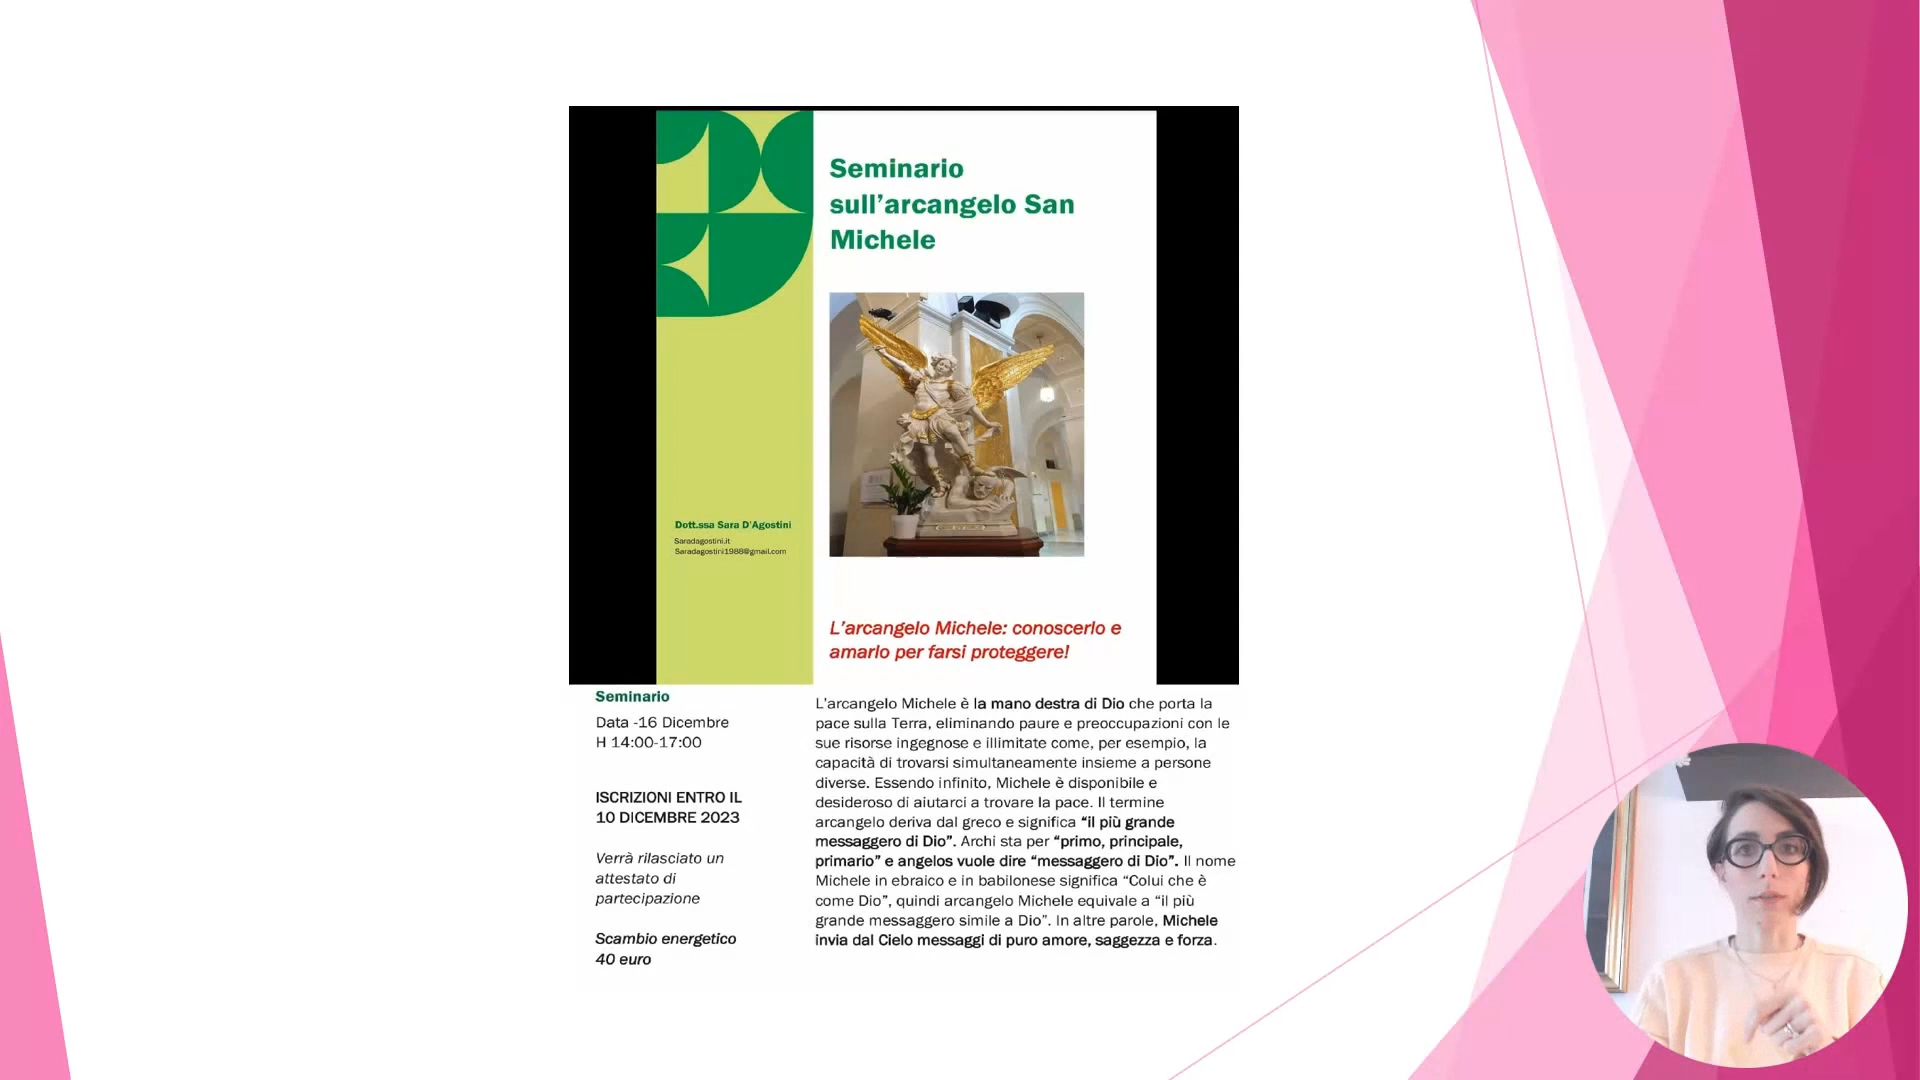 Seminario
sull’arcangelo San
Michele
Dott.ssa Sara D'Agostini
Saradagostini.it
Saradagostini1988@gmail.com
L’arcangelo Michele: conoscerlo e
amarlo per farsi proteggere!
Seminario
Data -16 Dicembre
H 14:00-17:00
ISCRIZIONI ENTRO IL
10 DICEMBRE 2023
Verrà rilasciato un
attestato di
partecipazione
Scambio energetico
40 euro
L’arcangelo Michele è la mano destra di Dio che porta la
pace sulla Terra, eliminando paure e preoccupazioni con le
sue risorse ingegnose e illimitate come, per esempio, la
capacità di trovarsi simultaneamente insieme a persone
diverse. Essendo infinito, Michele è disponibile e
desideroso di aiutarci a trovare la pace. Il termine
arcangelo deriva dal greco e significa “il più grande
messaggero di Dio”. Archi sta per “primo, principale,
primario” e angelos vuole dire “messaggero di Dio”. Il nome
Michele in ebraico e in babilonese significa “Colui che è
come Dio”, quindi arcangelo Michele equivale a “il più
grande messaggero simile a Dio”. In altre parole, Michele
invia dal Cielo messaggi di puro amore, saggezza e forza.